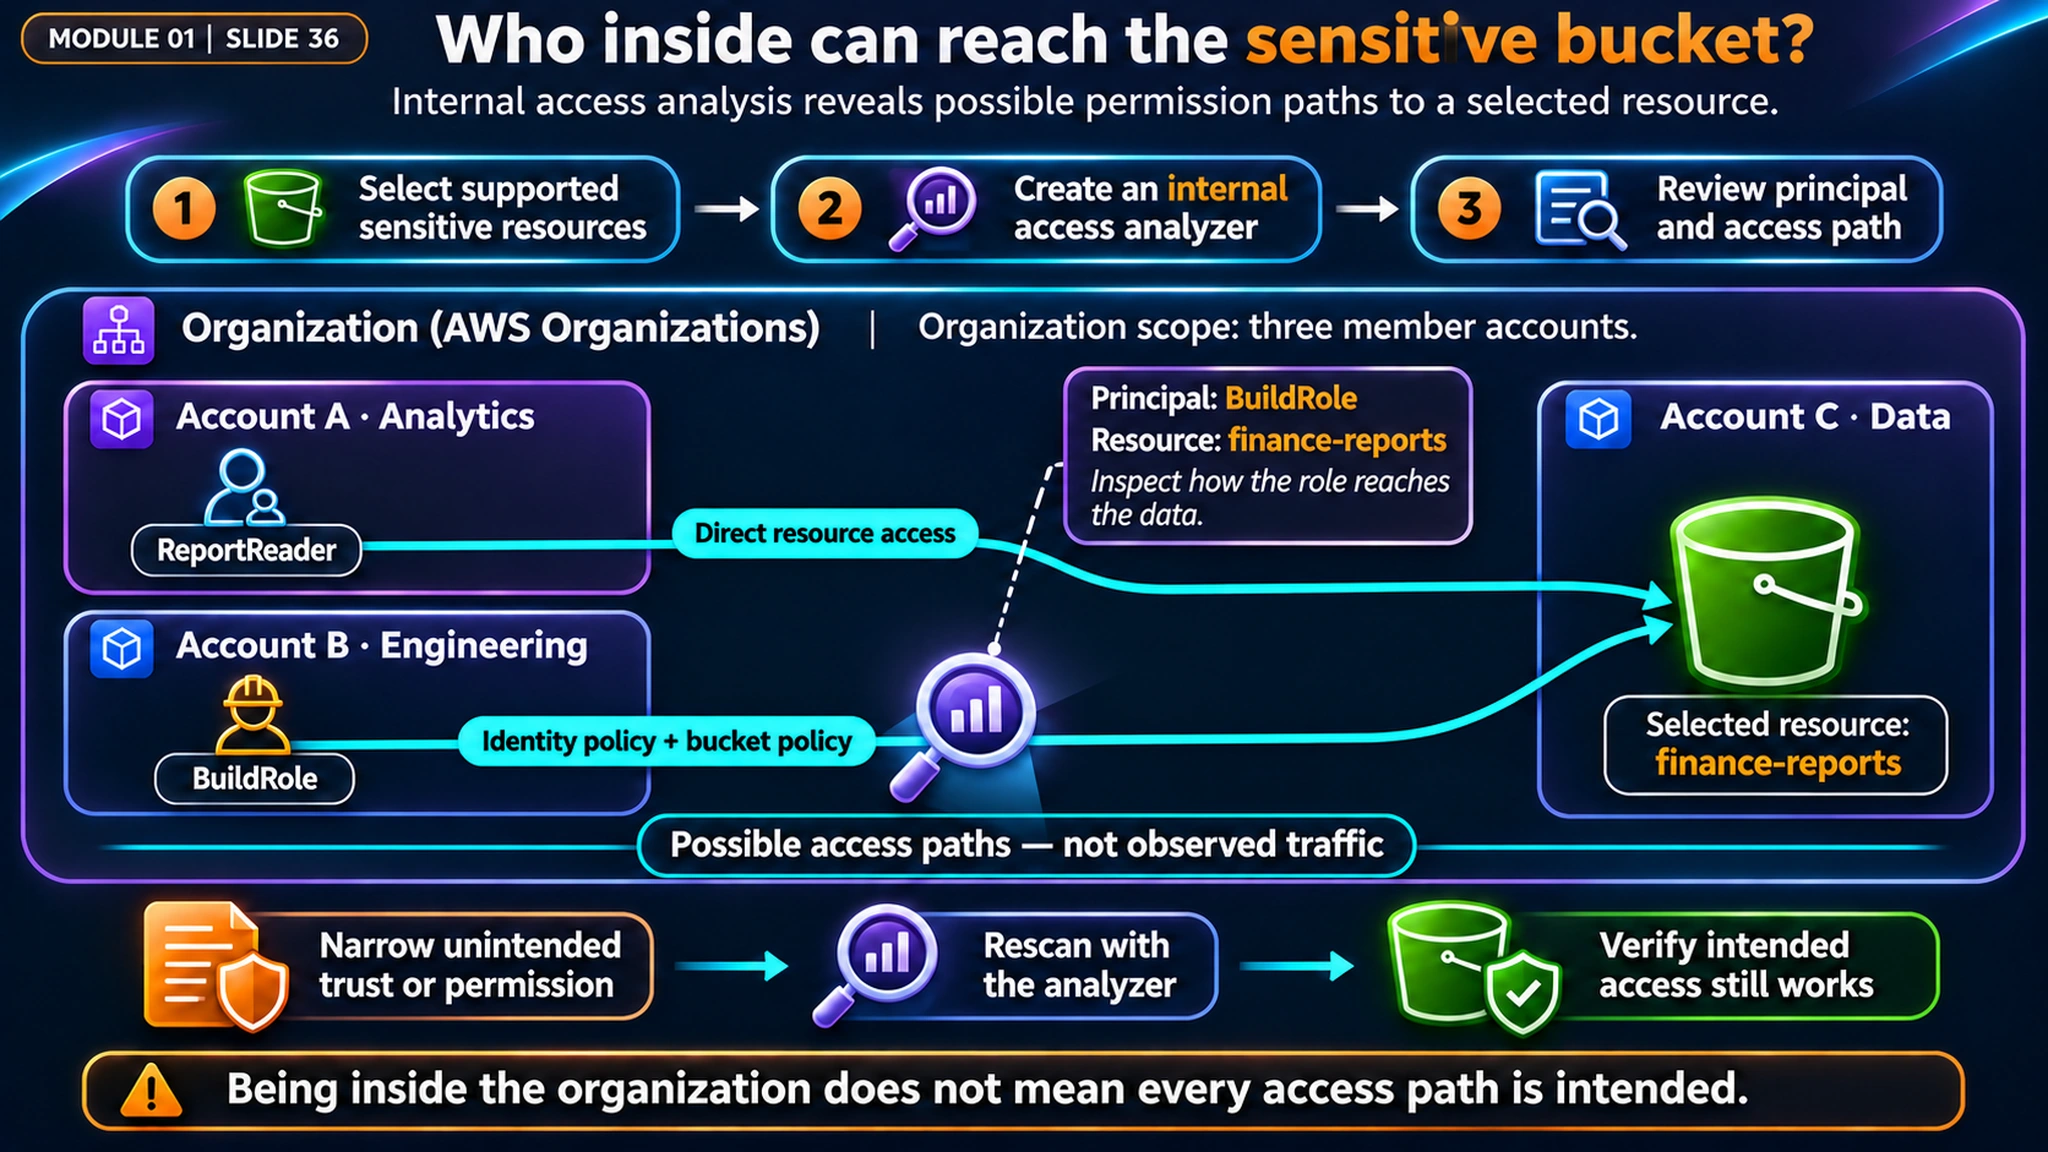 MODULE 01 | SLIDE 36
Who inside can reach the sensitive bucket?
Internal access analysis reveals possible permission paths to a selected resource.
1
Select supported
sensitive resources
2
Create an internal
access analyzer
3
Review principal
and access path
Organization (AWS Organizations) | Organization scope: three member accounts.
Account A · Analytics
ReportReader
Direct resource access
Principal: BuildRole
Resource: finance-reports
Inspect how the role reaches
the data.
Account B · Engineering
BuildRole
Identity policy + bucket policy
Account C · Data
Selected resource:
finance-reports
Possible access paths — not observed traffic
Narrow unintended
trust or permission
Rescan with
the analyzer
Verify intended
access still works
Being inside the organization does not mean every access path is intended.